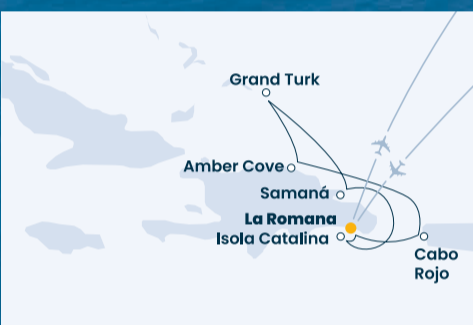 Grand Turk
Amber Cove
Samaná
La Romana
Isola Catalina
Cabo
Rojo